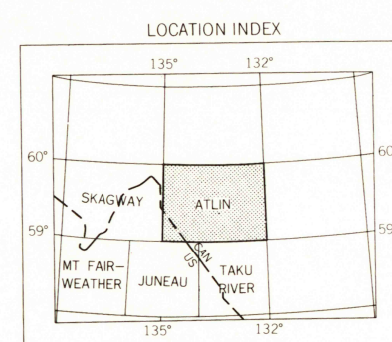 LOCATION INDEX
135° 132°
60° 60
SKAGWAY ATLIN
59° 59
CAN
US
MT FAIR- JUNEAU TAKU
WEATHER RIVER
135° 132°